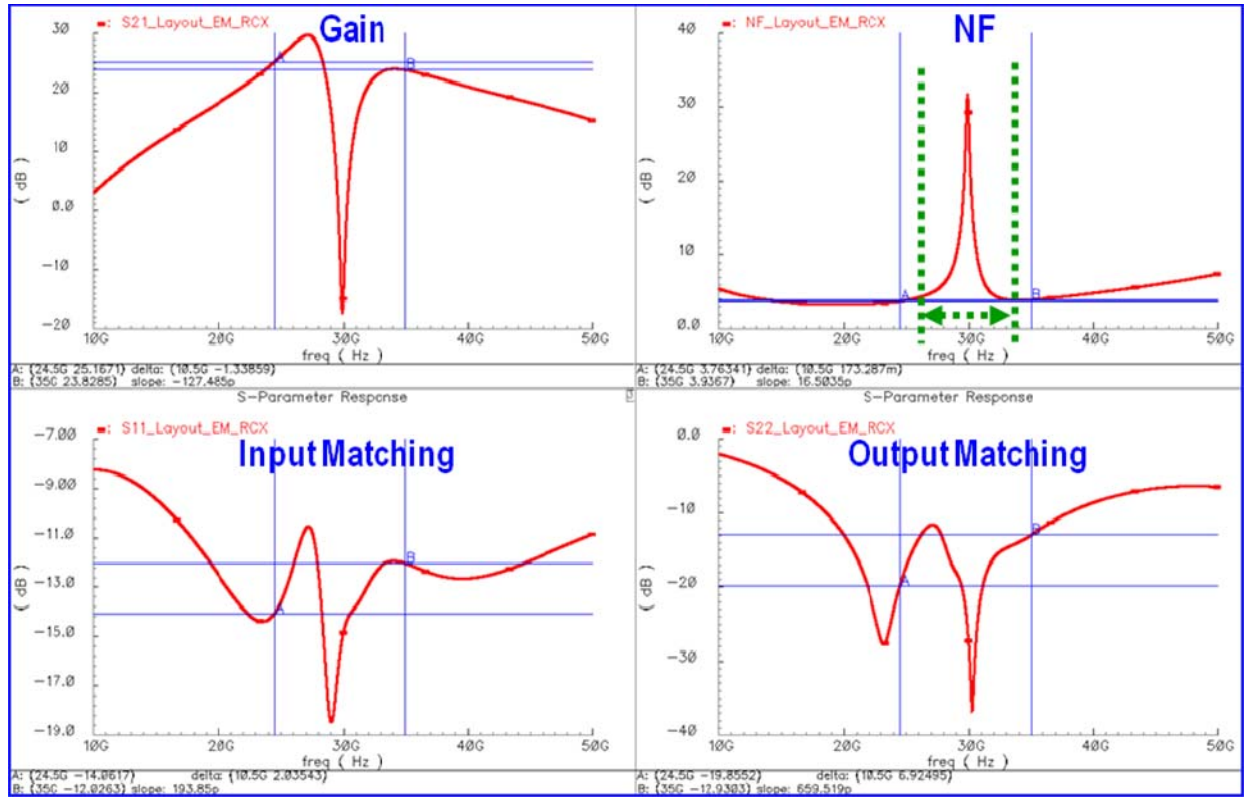 S21_Layout_EM_RCX
Gain
30
20
10
0.0
-10
-20
( dB )
A
B
10G 20G 30G 40G 50G
freq ( Hz )
A: (24.5G 25.1671) delta: (10.5G -1.33859)
B: (35G 23.8285) slope: -127.485p
NF_Layout_EM_RCX
NF
40
30
20
10
0.0
( dB )
A
B
10G 20G 30G 40G 50G
freq ( Hz )
A: (24.5G 3.76341) delta: (10.5G 173.287m)
B: (35G 3.9367) slope: 16.5035p
S-Parameter Response
S11_Layout_EM_RCX
Input Matching
-7.00
-9.00
-11.0
-13.0
-15.0
-17.0
-19.0
( dB )
A
B
10G 20G 30G 40G 50G
freq ( Hz )
A: (24.5G -14.0617) delta: (10.5G 2.03543)
B: (35G -12.0263) slope: 193.85p
S-Parameter Response
S22_Layout_EM_RCX
Output Matching
0.0
-10
-20
-30
-40
( dB )
A
B
10G 20G 30G 40G 50G
freq ( Hz )
A: (24.5G -19.8552) delta: (10.5G 6.92495)
B: (35G -12.9303) slope: 659.519p